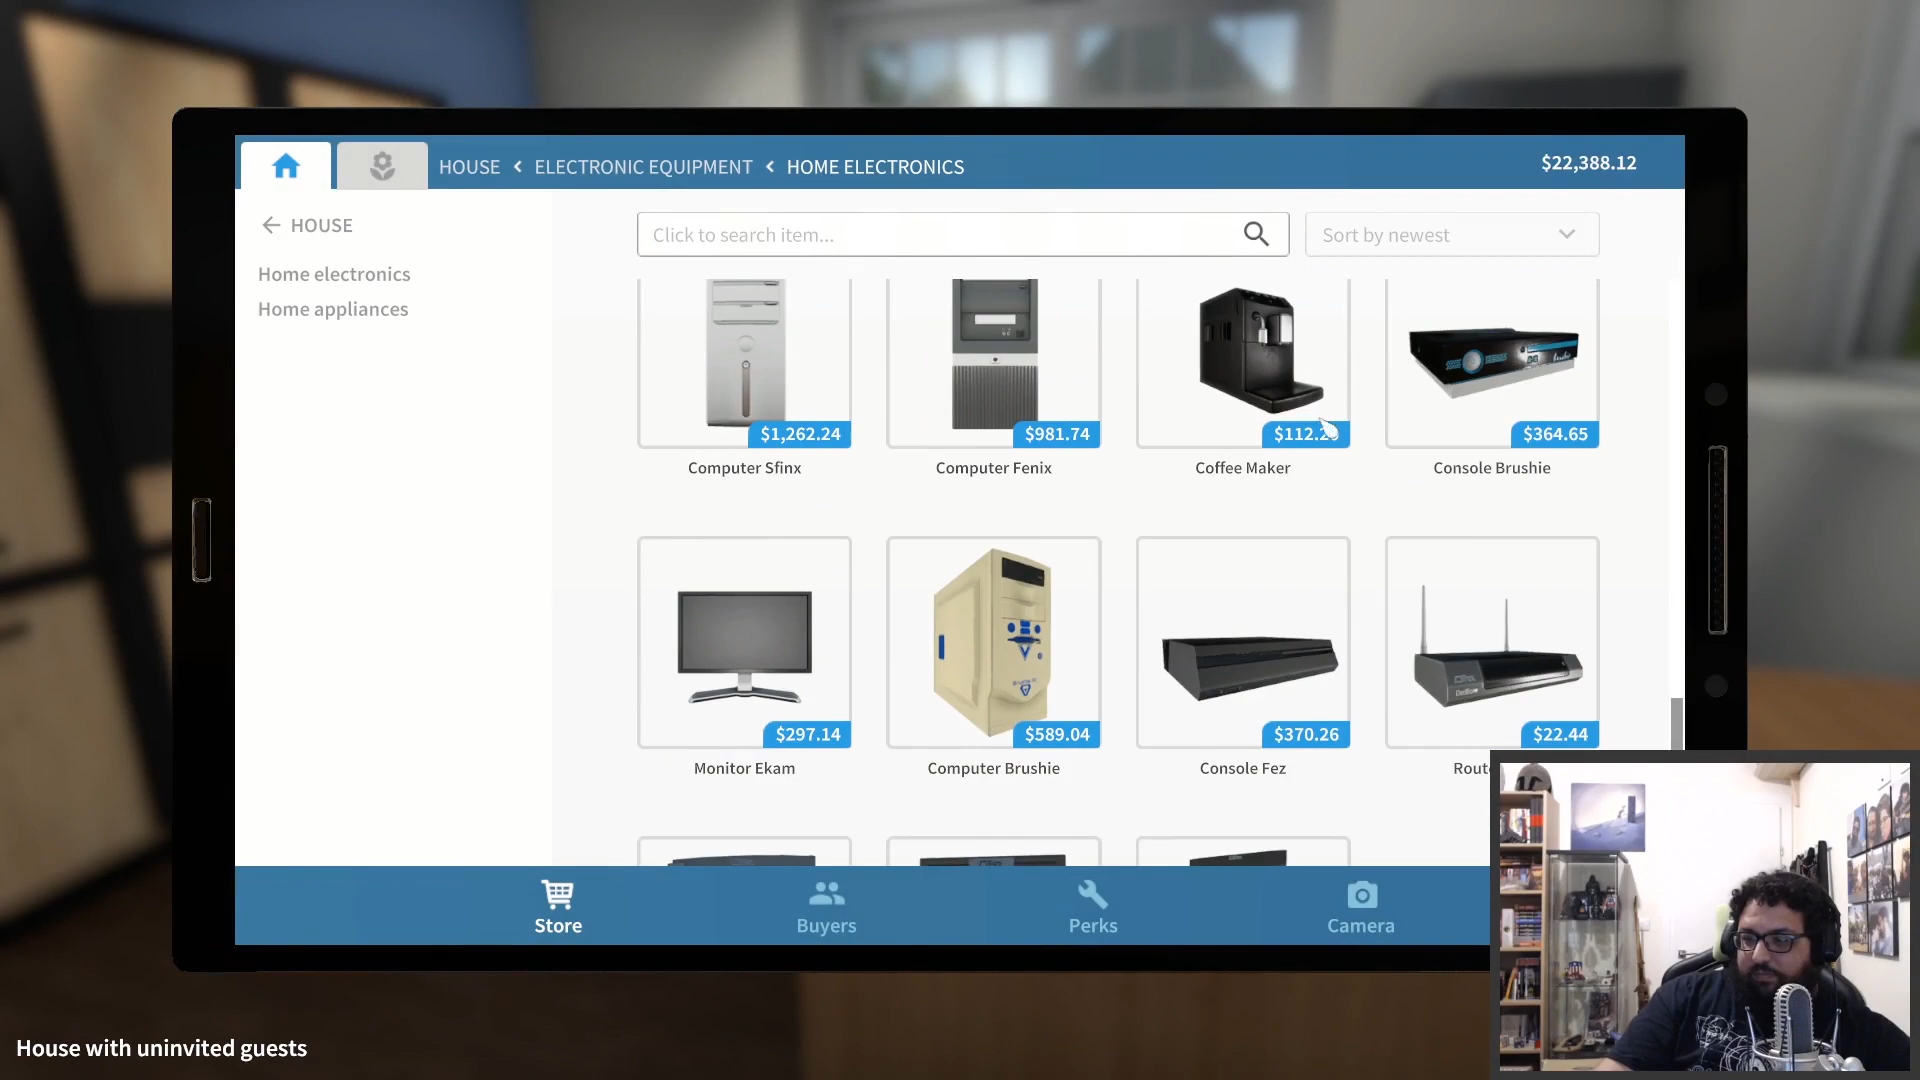 HOUSE < ELECTRONIC EQUIPMENT < HOME ELECTRONICS
$22,388.12
← HOUSE
Click to search item...
Sort by newest
Home electronics
Home appliances
$1,262.24
$981.74
$364.65
Computer Sfinx
Computer Fenix
Coffee Maker
Console Brushie
$297.14
$589.04
$370.26
$22.44
Monitor Ekam
Computer Brushie
Console Fez
Store
Buyers
Perks
Camera
House with uninvited guests